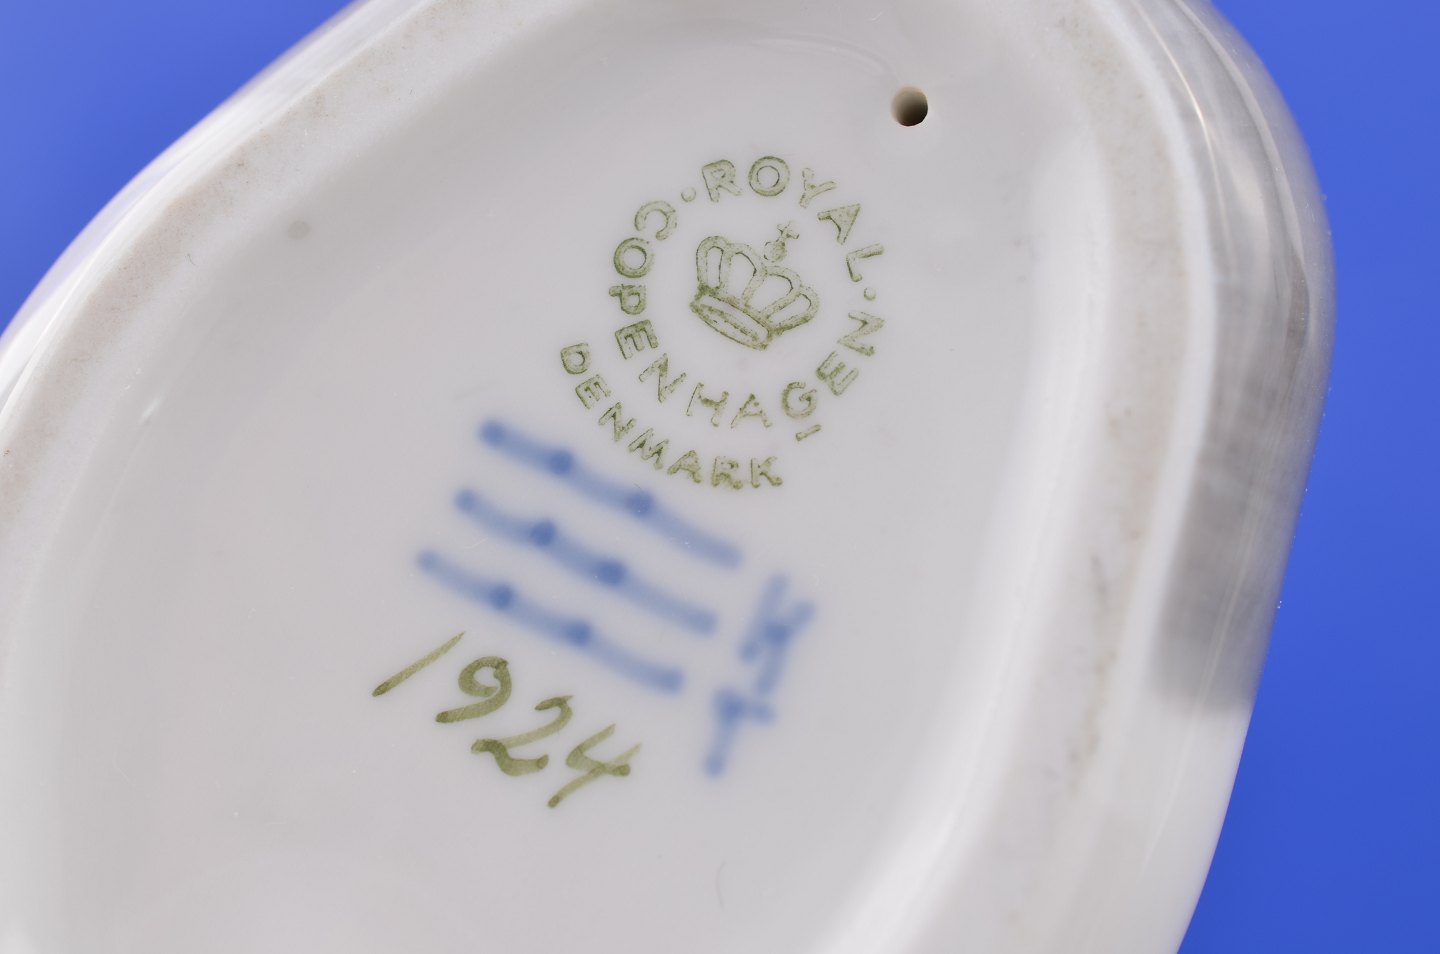 ROYAL · COPENHAGEN ·
DENMARK
1924